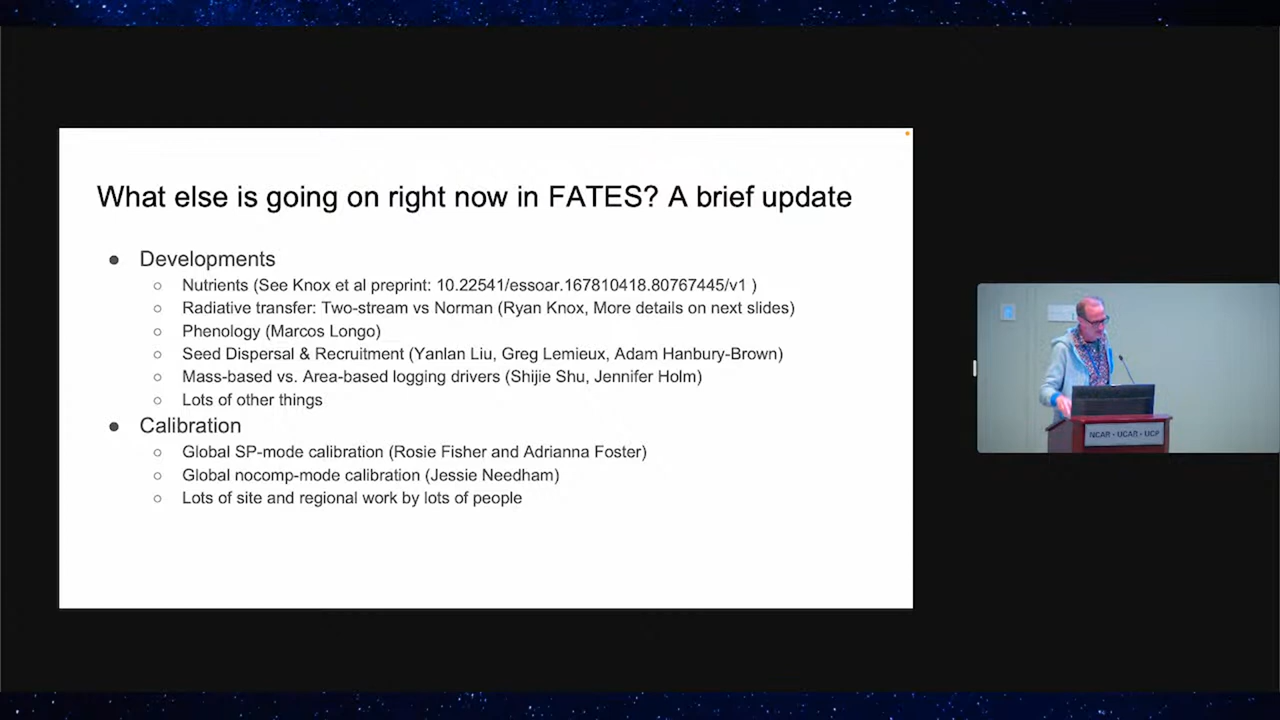 What else is going on right now in FATES? A brief update
● Developments
○ Nutrients (See Knox et al preprint: 10.22541/essoar.167810418.80767445/v1 )
○ Radiative transfer: Two-stream vs Norman (Ryan Knox, More details on next slides)
○ Phenology (Marcos Longo)
○ Seed Dispersal & Recruitment (Yanlan Liu, Greg Lemieux, Adam Hanbury-Brown)
○ Mass-based vs. Area-based logging drivers (Shijie Shu, Jennifer Holm)
○ Lots of other things
● Calibration
○ Global SP-mode calibration (Rosie Fisher and Adrianna Foster)
○ Global nocomp-mode calibration (Jessie Needham)
○ Lots of site and regional work by lots of people
NCAR • UCAR • UCP